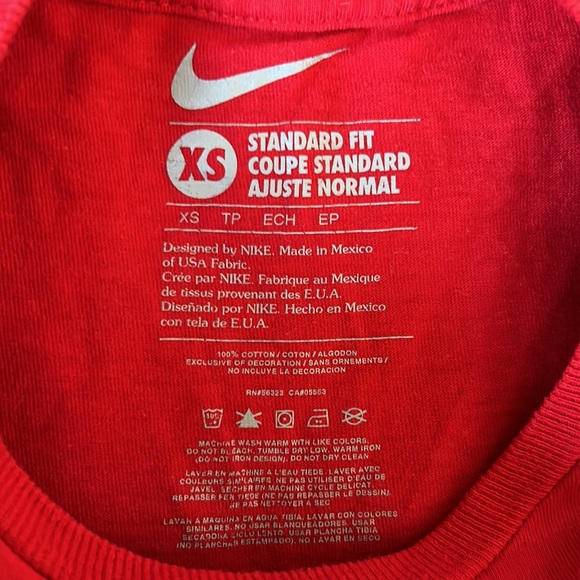 XS
STANDARD FIT
COUPE STANDARD
AJUSTE NORMAL
XS TP ECH EP
Designed by NIKE. Made in Mexico
of USA Fabric.
Crée par NIKE. Fabrique au Mexique
de tissus provenant des E.U.A.
Diseñado por NIKE. Hecho en Mexico
con tela de E.U.A.
100% COTTON / COTON / ALGODON
EXCLUSIVE OF DECORATION / SANS ORNEMENTS /
NO INCLUYE LA DECORACION
RN#56323 CA#05553
MACHINE WASH WARM WITH LIKE COLORS.
DO NOT BLEACH. TUMBLE DRY LOW. WARM IRON
(DO NOT IRON DESIGN). DO NOT DRY CLEAN
LAVER EN MACHINE A L'EAU TIEDE. LAVER AVEC
COULEURS SIMILAIRES. NE PAS UTILISER D'EAU DE
JAVEL. SECHER EN MACHINE CYCLE DELICAT.
REPASSER FER TIEDE (NE PAS REPASSER LE DESSIN).
NE PAS NETTOYER A SEC
LAVAR A MAQUINA EN AGUA TIBIA. LAVAR CON COLORES
SIMILARES. NO USAR BLANQUEADORES. USAR
SECADORA CICLO LENTO. USAR PLANCHA TIBIA
(NO PLANCHAR ESTAMPADO). NO LAVAR EN SECO